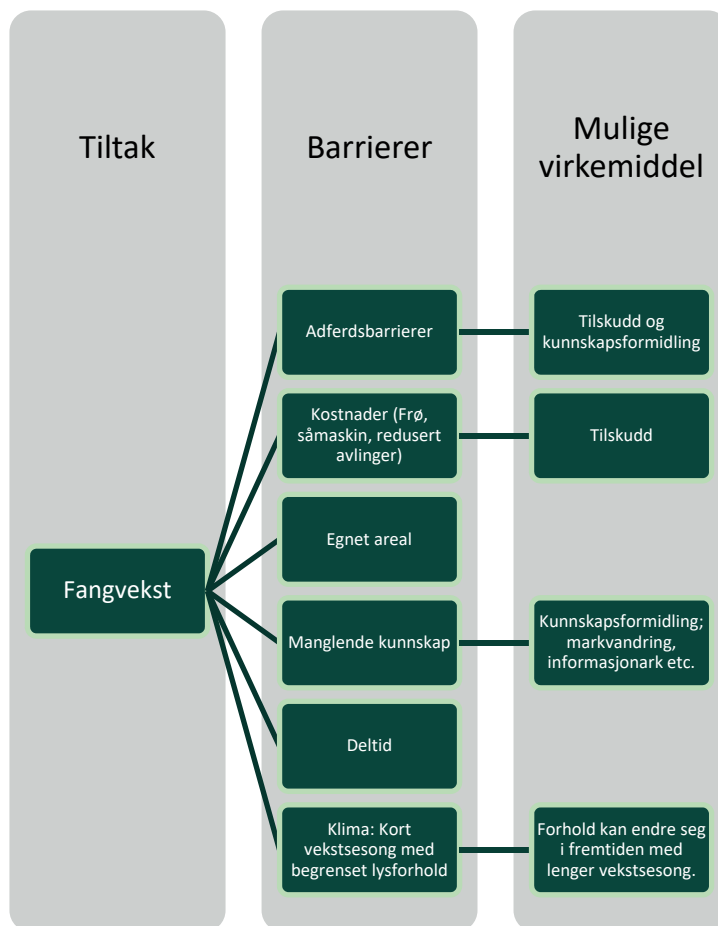 Tiltak
Barrierer
Mulige
virkemiddel
Adferdsbarrierer
Tilskudd og
kunnskapsformidling
Kostnader (Frø,
såmaskin, redusert
avlinger)
Tilskudd
Egnet areal
Fangvekst
Manglende kunnskap
Kunnskapsformidling;
markvandring,
informasjonark etc.
Deltid
Klima: Kort
vekstsesong med
begrenset lysforhold
Forhold kan endre seg
i fremtiden med
lenger vekstsesong.